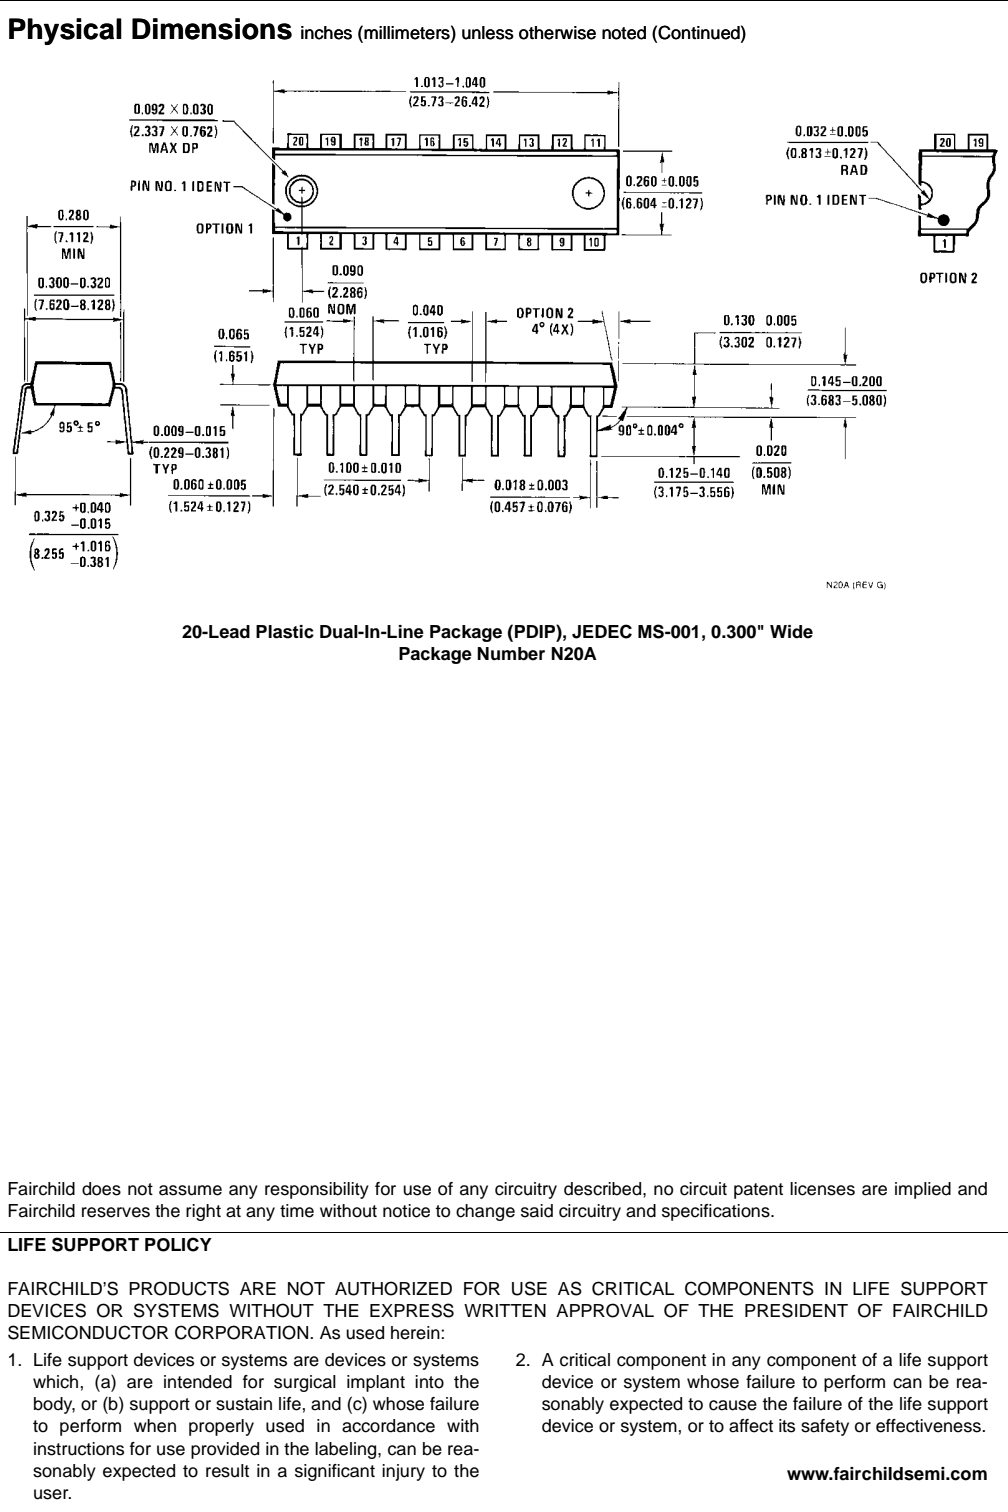 Physical Dimensions inches (millimeters) unless otherwise noted (Continued)
1.013–1.040
(25.73–26.42)
0.092 × 0.030
(2.337 × 0.762)
MAX DP
20 19 18 17 16 15 14 13 12 11
PIN NO. 1 IDENT
OPTION 1
1 2 3 4 5 6 7 8 9 10
0.260 ±0.005
(6.604 ±0.127)
0.032 ±0.005
(0.813 ±0.127)
RAD
PIN NO. 1 IDENT
20 19
1
OPTION 2
0.280
(7.112)
MIN
0.300–0.320
(7.620–8.128)
95° ± 5°
0.009–0.015
(0.229–0.381)
TYP
0.325 +0.040
–0.015
(8.255 +1.016
–0.381)
0.090
(2.286)
NOM
0.060
(1.524)
TYP
0.040
(1.016)
TYP
OPTION 2
4° (4X)
0.065
(1.651)
0.130 0.005
(3.302 0.127)
0.145–0.200
(3.683–5.080)
90° ± 0.004°
0.020
(0.508)
MIN
0.125–0.140
(3.175–3.556)
0.100 ± 0.010
(2.540 ± 0.254)
0.060 ± 0.005
(1.524 ± 0.127)
0.018 ± 0.003
(0.457 ± 0.076)
N20A (REV G)
20-Lead Plastic Dual-In-Line Package (PDIP), JEDEC MS-001, 0.300" Wide
Package Number N20A
Fairchild does not assume any responsibility for use of any circuitry described, no circuit patent licenses are implied and
Fairchild reserves the right at any time without notice to change said circuitry and specifications.
LIFE SUPPORT POLICY
FAIRCHILD'S PRODUCTS ARE NOT AUTHORIZED FOR USE AS CRITICAL COMPONENTS IN LIFE SUPPORT
DEVICES OR SYSTEMS WITHOUT THE EXPRESS WRITTEN APPROVAL OF THE PRESIDENT OF FAIRCHILD
SEMICONDUCTOR CORPORATION. As used herein:
1. Life support devices or systems are devices or systems
which, (a) are intended for surgical implant into the
body, or (b) support or sustain life, and (c) whose failure
to perform when properly used in accordance with
instructions for use provided in the labeling, can be rea-
sonably expected to result in a significant injury to the
user.
2. A critical component in any component of a life support
device or system whose failure to perform can be rea-
sonably expected to cause the failure of the life support
device or system, or to affect its safety or effectiveness.
www.fairchildsemi.com